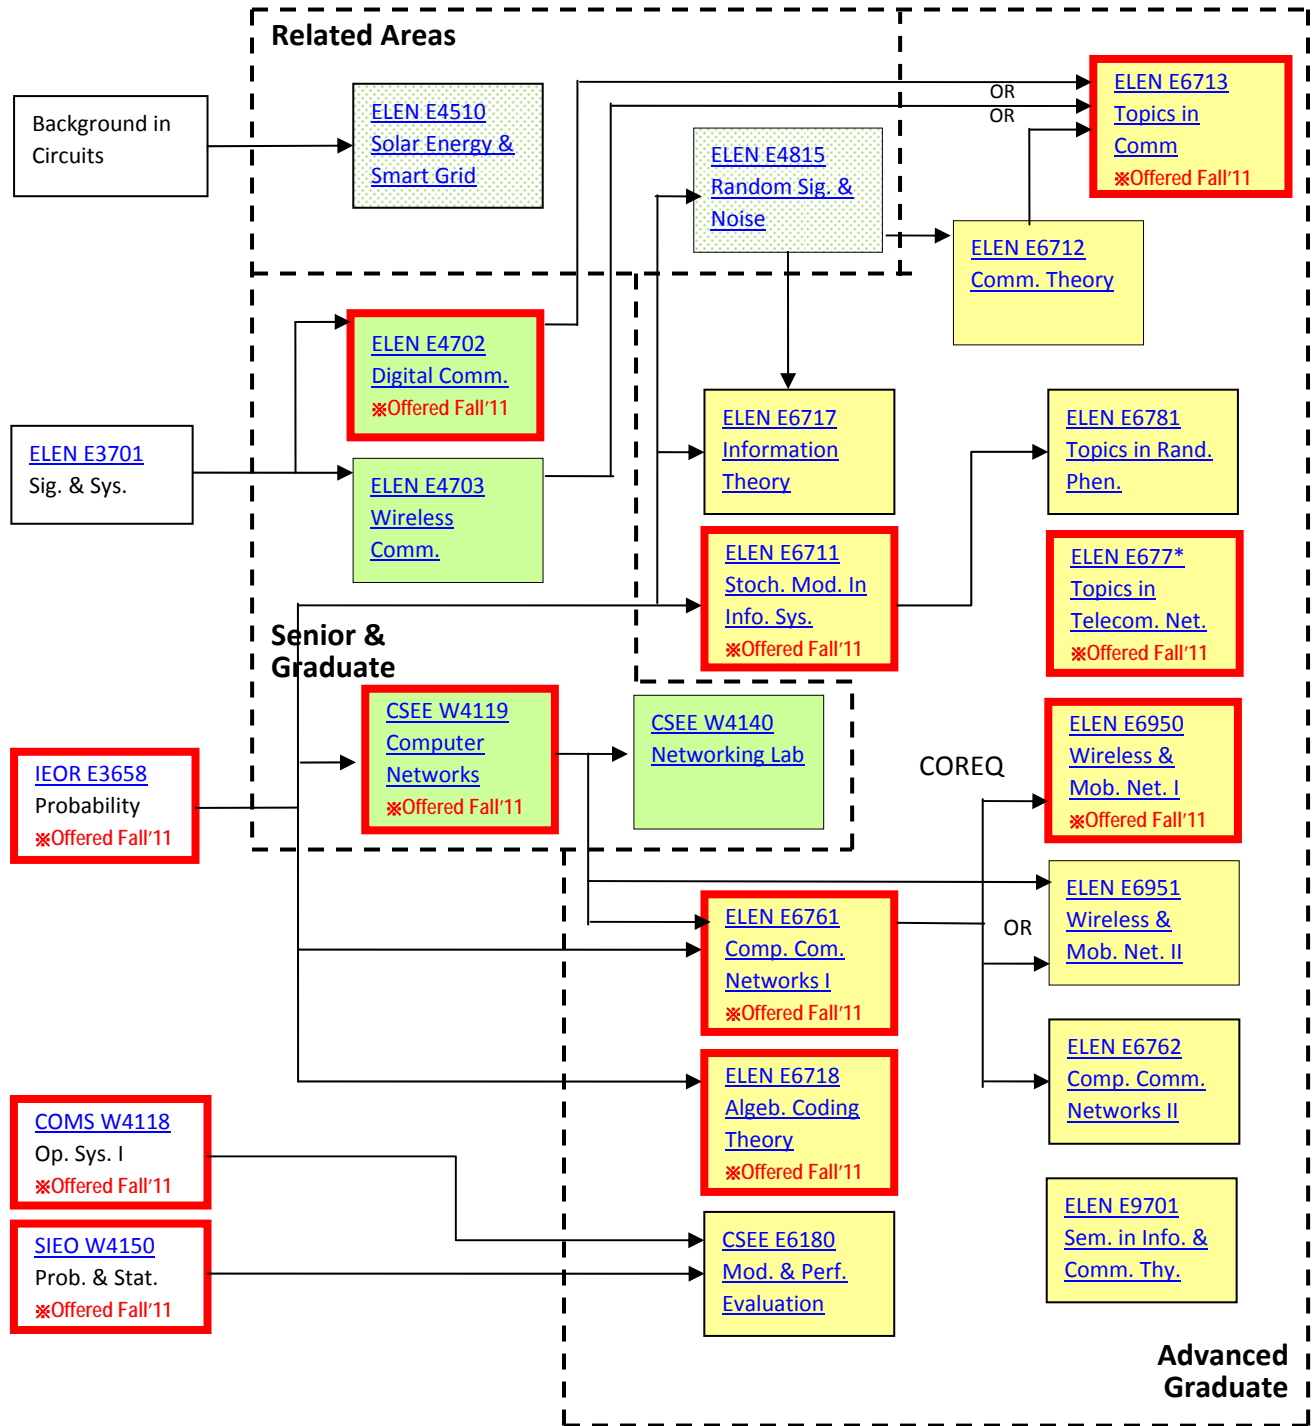 Related Areas
Background in
Circuits
ELEN E4510
Solar Energy &
Smart Grid
ELEN E4815
Random Sig. &
Noise
OR
OR
ELEN E6713
Topics in
Comm
※Offered Fall'11
ELEN E6712
Comm. Theory
ELEN E4702
Digital Comm.
※Offered Fall'11
ELEN E3701
Sig. & Sys.
ELEN E4703
Wireless
Comm.
ELEN E6717
Information
Theory
ELEN E6781
Topics in Rand.
Phen.
ELEN E6711
Stoch. Mod. In
Info. Sys.
※Offered Fall'11
ELEN E677*
Topics in
Telecom. Net.
※Offered Fall'11
Senior &
Graduate
CSEE W4119
Computer
Networks
※Offered Fall'11
CSEE W4140
Networking Lab
IEOR E3658
Probability
※Offered Fall'11
COREQ
ELEN E6950
Wireless &
Mob. Net. I
※Offered Fall'11
ELEN E6761
Comp. Com.
Networks I
※Offered Fall'11
OR
ELEN E6951
Wireless &
Mob. Net. II
ELEN E6718
Algeb. Coding
Theory
※Offered Fall'11
ELEN E6762
Comp. Comm.
Networks II
COMS W4118
Op. Sys. I
※Offered Fall'11
SIEO W4150
Prob. & Stat.
※Offered Fall'11
CSEE E6180
Mod. & Perf.
Evaluation
ELEN E9701
Sem. in Info. &
Comm. Thy.
Advanced
Graduate